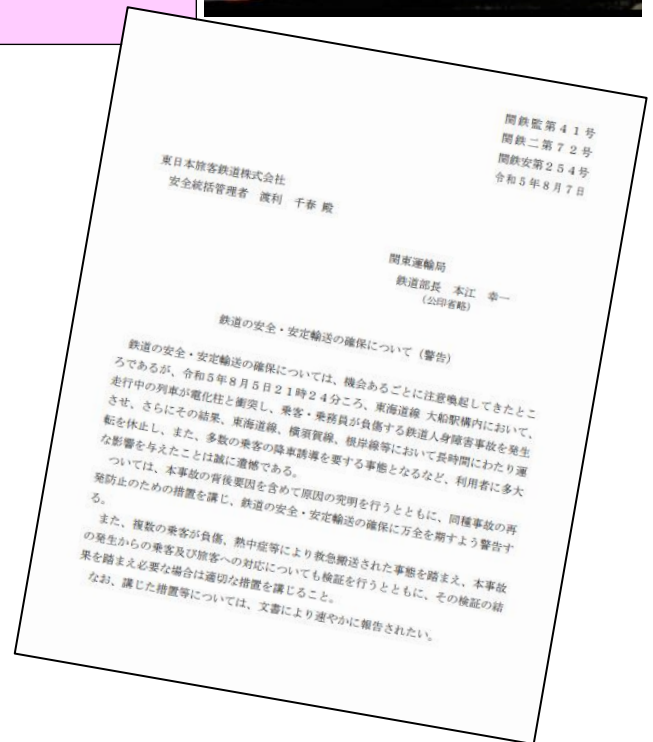 関鉄監第４１号
関鉄二第７２号
関鉄安第２５４号
令和５年８月７日
東日本旅客鉄道株式会社
安全統括管理者　渡利　千春　殿
関東運輸局
鉄道部長　本江　幸一
（公印省略）
鉄道の安全・安定輸送の確保について（警告）
鉄道の安全・安定輸送の確保については、機会あるごとに注意喚起してきたとこ
ろであるが、令和５年８月５日２１時２４分ころ、東海道線 大船駅構内において、
走行中の列車が電化柱と衝突し、乗客・乗務員が負傷する鉄道人身障害事故を発生
させ、さらにその結果、東海道線、横須賀線、根岸線等において長時間にわたり運
転を休止し、また、多数の乗客の降車誘導を要する事態となるなど、利用者に多大
な影響を与えたことは誠に遺憾である。
ついては、本事故の背後要因を含めて原因の究明を行うとともに、同種事故の再
発防止のための措置を講じ、鉄道の安全・安定輸送の確保に万全を期すよう警告す
る。
また、複数の乗客が負傷、熱中症等により救急搬送された事態を踏まえ、本事故
の発生からの乗客及び旅客への対応についても検証を行うとともに、その検証の結
果を踏まえ必要な場合は適切な措置を講じること。
なお、講じた措置等については、文書により速やかに報告されたい。